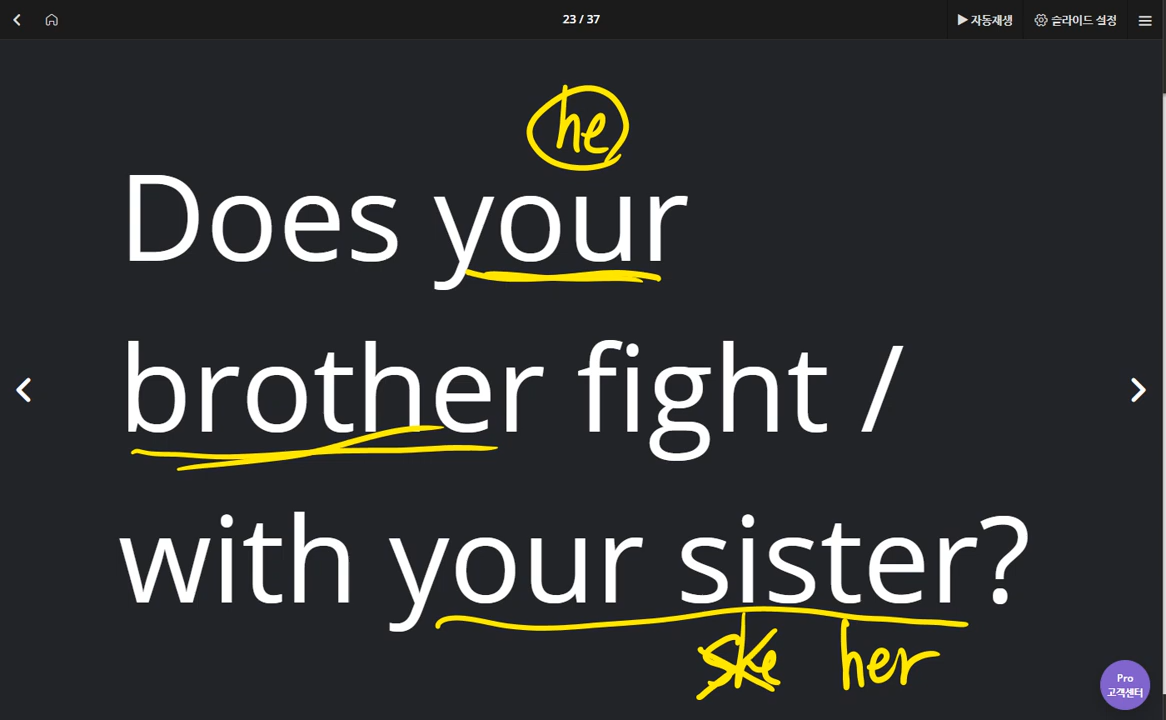 23 / 37
자동재생
슬라이드 설정
he
Does your
brother fight /
with your sister?
she her
Pro
고객센터